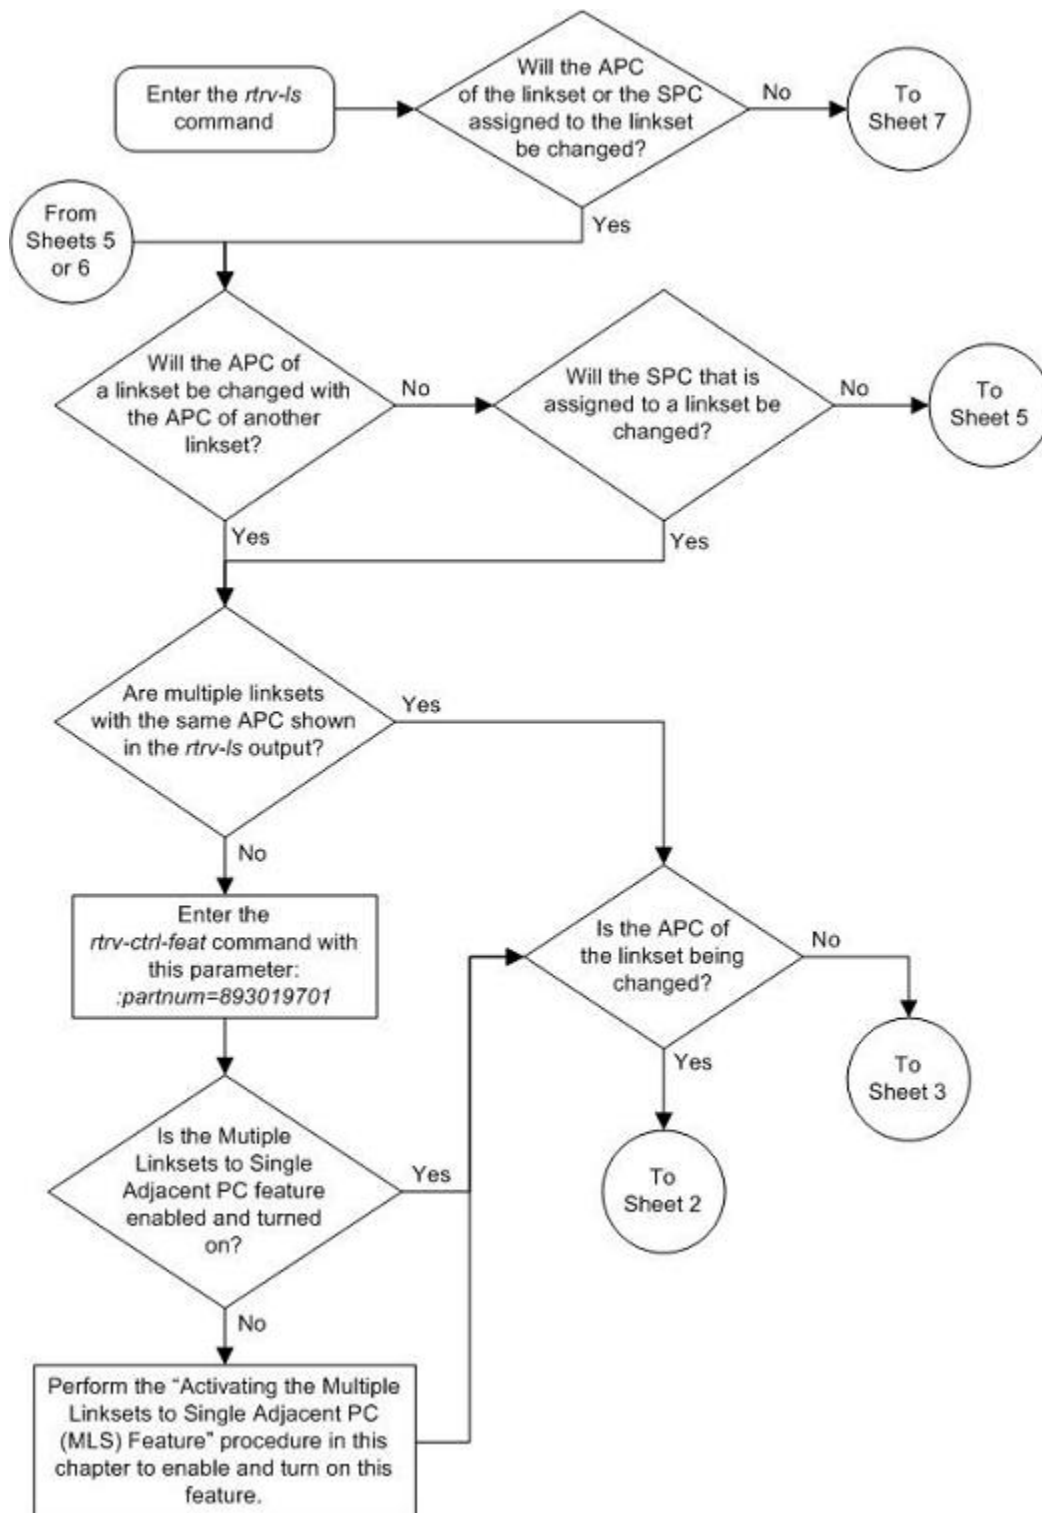 Enter the rtrv-ls
command
Will the APC
of the linkset or the SPC
assigned to the linkset
be changed?
No
To
Sheet 7
Yes
From
Sheets 5
or 6
Will the APC of
a linkset be changed with
the APC of another
linkset?
No
Will the SPC that is
assigned to a linkset be
changed?
No
To
Sheet 5
Yes
Yes
Are multiple linksets
with the same APC shown
in the rtrv-ls output?
Yes
No
Enter the
rtrv-ctrl-feat command with
this parameter:
:partnum=893019701
Is the APC of
the linkset being
changed?
No
Yes
To
Sheet 3
To
Sheet 2
Is the Mutiple
Linksets to Single
Adjacent PC feature
enabled and turned
on?
Yes
No
Perform the “Activating the Multiple
Linksets to Single Adjacent PC
(MLS) Feature" procedure in this
chapter to enable and turn on this
feature.